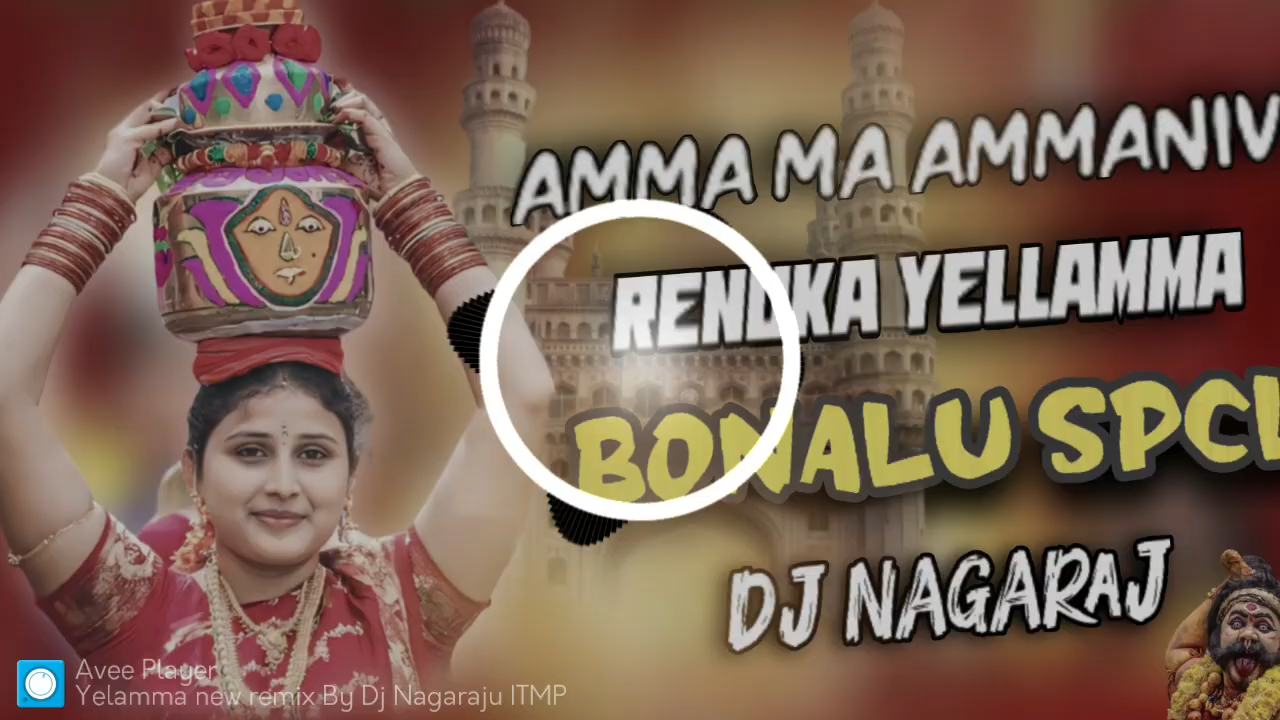 AMMA MA AMMANIV
RENUKA YELLAMMA
BONALU SPCL
DJ NAGARAJ
Avee Player
Yelamma new remix By Dj Nagaraju ITMP